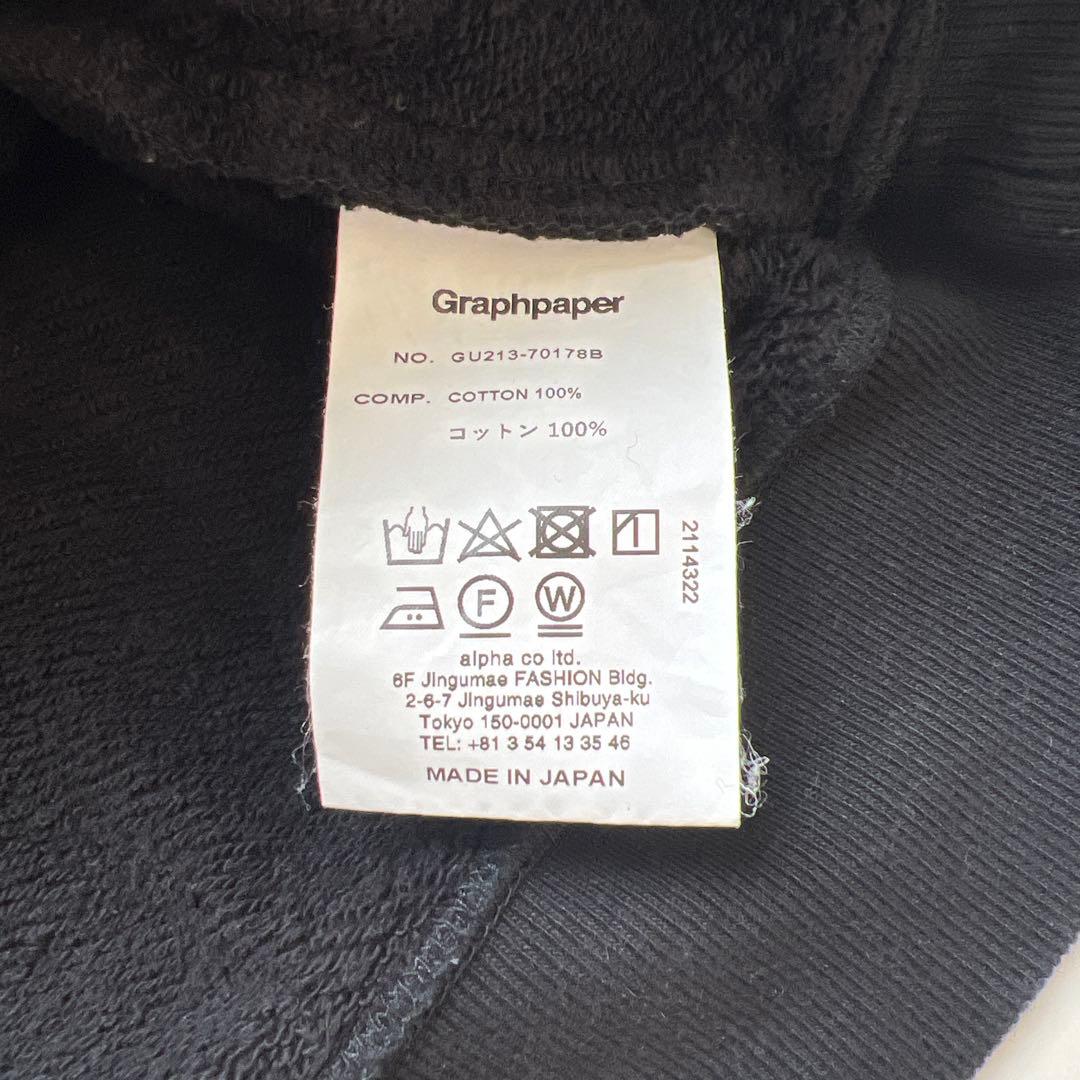 Graphpaper
NO. GU213-70178B
COMP. COTTON 100%
コットン 100%
F W
2114322
alpha co ltd.
6F Jingumae FASHION Bldg.
2-6-7 Jingumae Shibuya-ku
Tokyo 150-0001 JAPAN
TEL: +81 3 54 13 35 46
MADE IN JAPAN